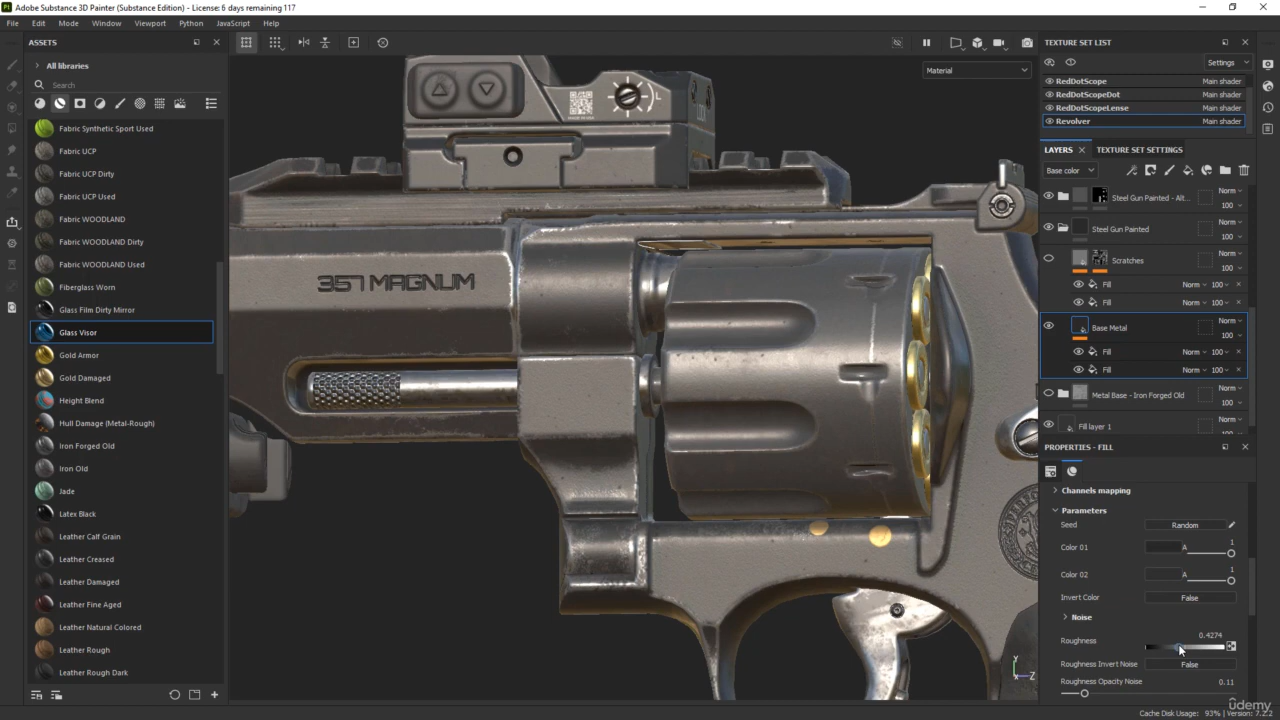 Adobe Substance 3D Painter (Substance Edition) - License: 6 days remaining 117
File Edit Mode Window Viewport Python JavaScript Help
ASSETS
All libraries
Search
Fabric Synthetic Sport Used
Fabric UCP
Fabric UCP Dirty
Fabric UCP Used
Fabric WOODLAND
Fabric WOODLAND Dirty
Fabric WOODLAND Used
Fiberglass Worn
Glass Film Dirty Mirror
Glass Visor
Gold Armor
Gold Damaged
Height Blend
Hull Damage (Metal-Rough)
Iron Forged Old
Iron Old
Jade
Latex Black
Leather Calf Grain
Leather Creased
Leather Damaged
Leather Fine Aged
Leather Natural Colored
Leather Rough
Leather Rough Dark
Material
MADE IN USA
L
357 MAGNUM
Y
X
Z
TEXTURE SET LIST
Settings
RedDotScope Main shader
RedDotScopeDot Main shader
RedDotScopeLense Main shader
Revolver Main shader
LAYERS TEXTURE SET SETTINGS
Base color
Steel Gun Painted - Alt... Norm 100
Steel Gun Painted Norm 100
Scratches Norm 100
Fill Norm 100
Fill Norm 100
Base Metal Norm 100
Fill Norm 100
Fill Norm 100
Metal Base - Iron Forged Old Norm 100
Fill layer 1 Norm
PROPERTIES - FILL
Channels mapping
Parameters
Seed Random
Color 01 A 1
Color 02 A 1
Invert Color False
Noise
Roughness 0.4274
Roughness Invert Noise False
Roughness Opacity Noise 0.11
Cache Disk Usage: 93% | Version: 7.2.2
udemy